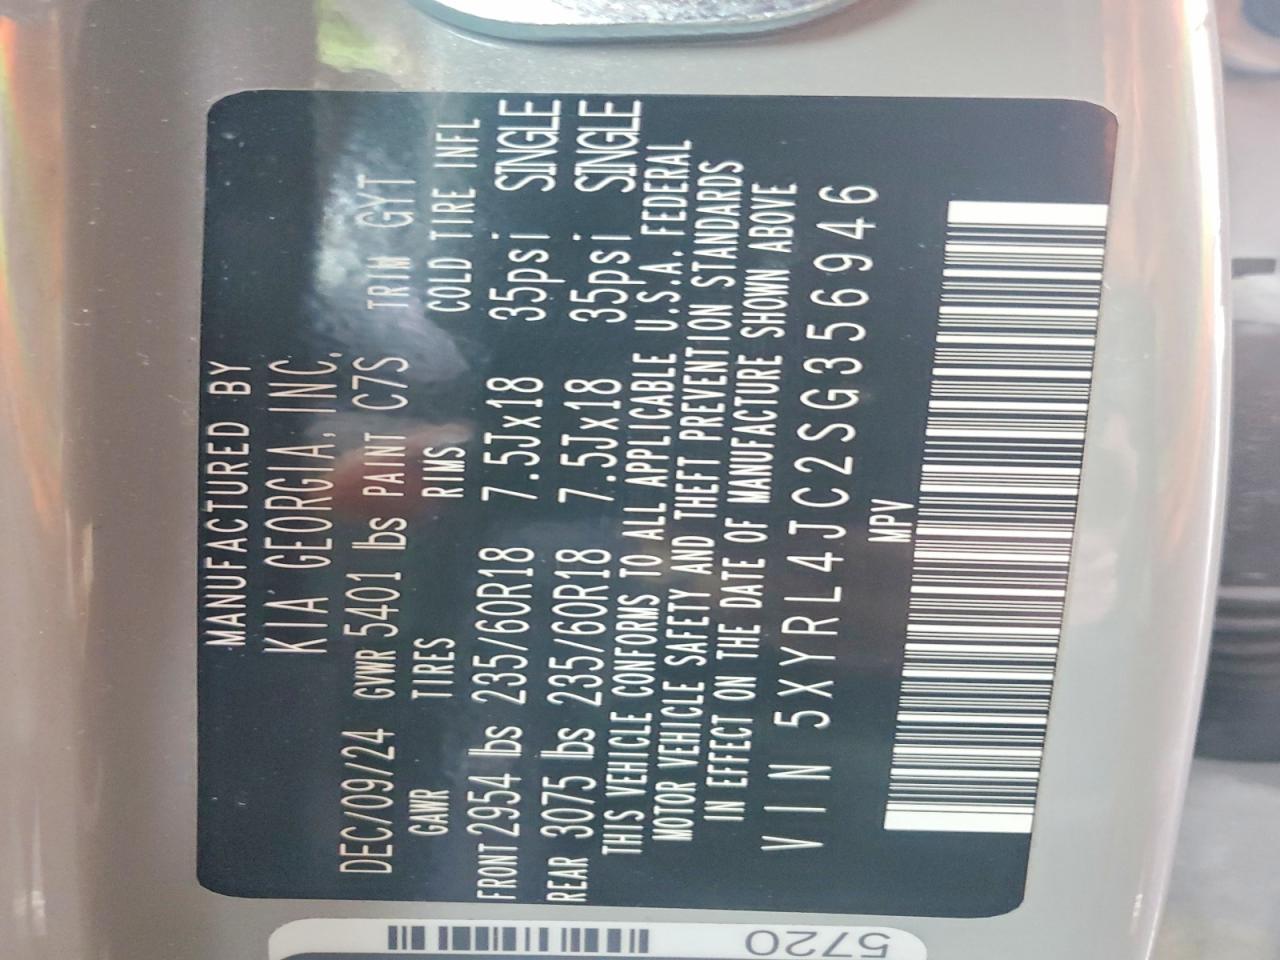 MANUFACTURED BY
KIA GEORGIA, INC.
DEC/09/24 GVWR 5401 lbs PAINT C7S TRIM GYT
GAWR TIRES RIMS COLD TIRE INFL
FRONT 2954 lbs 235/60R18 7.5Jx18 35psi SINGLE
REAR 3075 lbs 235/60R18 7.5Jx18 35psi SINGLE
THIS VEHICLE CONFORMS TO ALL APPLICABLE U.S.A. FEDERAL
MOTOR VEHICLE SAFETY AND THEFT PREVENTION STANDARDS
IN EFFECT ON THE DATE OF MANUFACTURE SHOWN ABOVE
VIN 5XYRL4JC2SG356946
MPV
5720